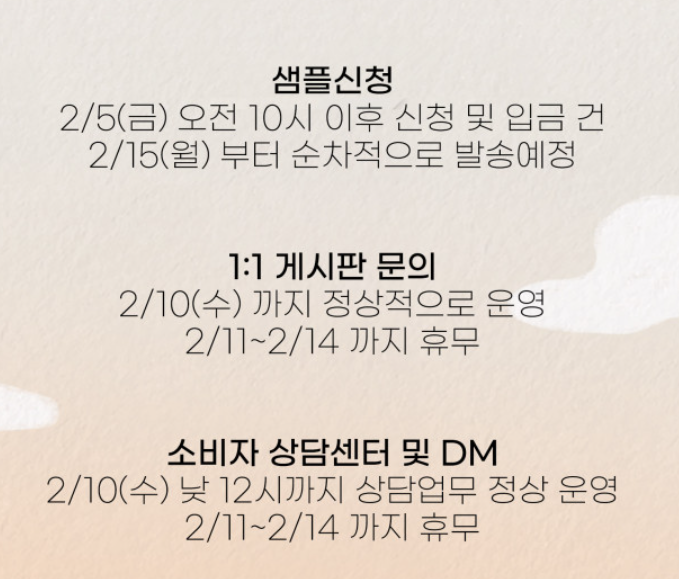 샘플신청
2/5(금) 오전 10시 이후 신청 및 입금 건
2/15(월) 부터 순차적으로 발송예정
1:1 게시판 문의
2/10(수) 까지 정상적으로 운영
2/11~2/14 까지 휴무
소비자 상담센터 및 DM
2/10(수) 낮 12시까지 상담업무 정상 운영
2/11~2/14 까지 휴무